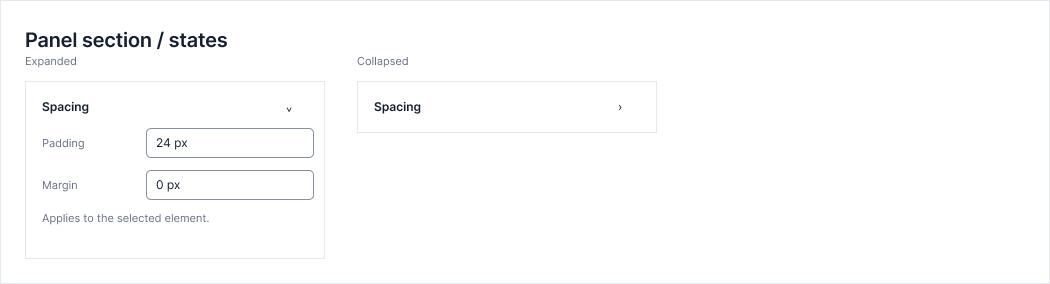 Panel section / states
Expanded
Collapsed
Spacing
Padding
24 px
Margin
0 px
Applies to the selected element.
Spacing